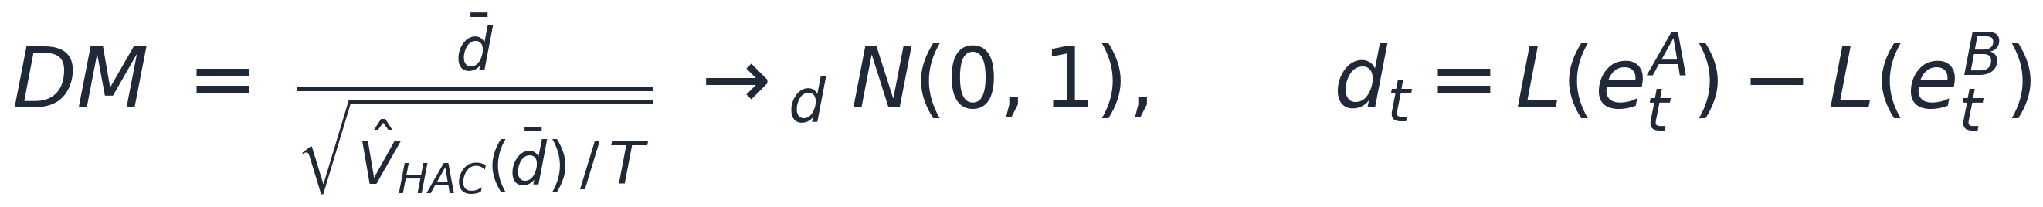 DM = d̄ / √(V̂_HAC(d̄) / T) →_d N(0, 1),    d_t = L(e_t^A) − L(e_t^B)